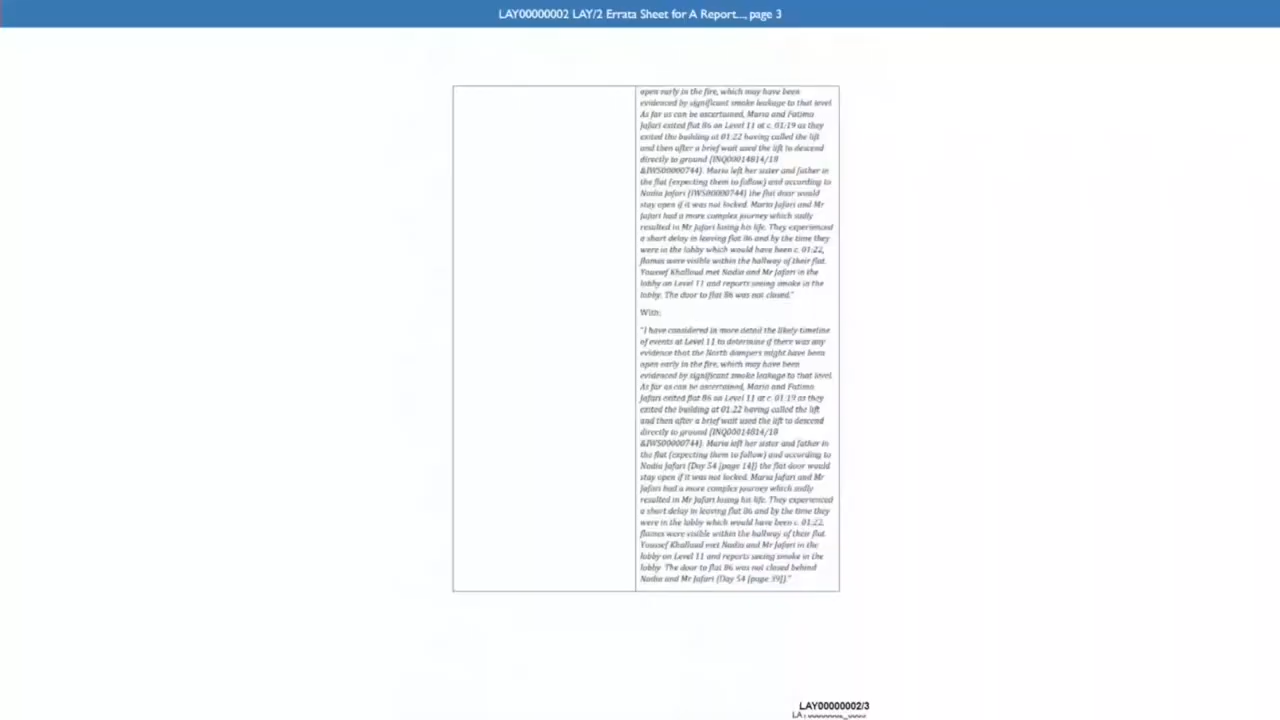 LAY00000002 LAY/2 Errata Sheet for A Report..., page 3
open early in the fire, which may have been
evidenced by significant smoke leakage to that level.
As far as can be ascertained, Maria and Fatima
Jafari exited flat 86 on Level 11 at c. 01:19 as they
exited the building at 01:22 having called the lift
and then after a brief wait used the lift to descend
directly to ground (INQ00014814/18
&IWS00000744). Maria left her sister and father in
the flat (expecting them to follow) and according to
Nadia Jafari (IWS00000744) the flat door would
stay open if it was not locked. Maria Jafari and Mr
Jafari had a more complex journey which sadly
resulted in Mr Jafari losing his life. They experienced
a short delay in leaving flat 86 and by the time they
were in the lobby which would have been c. 01:22,
flames were visible within the hallway of their flat.
Youssef Khalloud met Nadia and Mr Jafari in the
lobby on Level 11 and reports seeing smoke in the
lobby. The door to flat 86 was not closed."
With;
"I have considered in more detail the likely timeline
of events at Level 11 to determine if there was any
evidence that the North dampers might have been
open early in the fire, which may have been
evidenced by significant smoke leakage to that level.
As far as can be ascertained, Maria and Fatima
Jafari exited flat 86 on Level 11 at c. 01:19 as they
exited the building at 01:22 having called the lift
and then after a brief wait used the lift to descend
directly to ground (INQ00014814/18
&IWS00000744). Maria left her sister and father in
the flat (expecting them to follow) and according to
Nadia Jafari (Day 54 [page 14]) the flat door would
stay open if it was not locked. Maria Jafari and Mr
Jafari had a more complex journey which sadly
resulted in Mr Jafari losing his life. They experienced
a short delay in leaving flat 86 and by the time they
were in the lobby which would have been c. 01:22,
flames were visible within the hallway of their flat.
Youssef Khalloud met Nadia and Mr Jafari in the
lobby on Level 11 and reports seeing smoke in the
lobby. The door to flat 86 was not closed behind
Nadia and Mr Jafari (Day 54 [page 39])."
LAY00000002/3